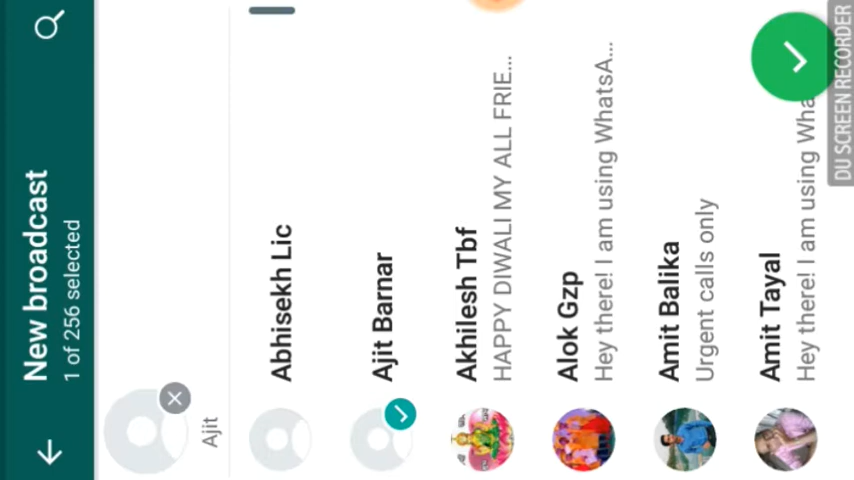 New broadcast
1 of 256 selected
Ajit
Abhisekh Lic
Ajit Barnar
Akhilesh Tbf
HAPPY DIWALI MY ALL FRIE...
Alok Gzp
Hey there! I am using WhatsA...
Amit Balika
Urgent calls only
Amit Tayal
Hey there! I am using Wha
DU SCREEN RECORDER